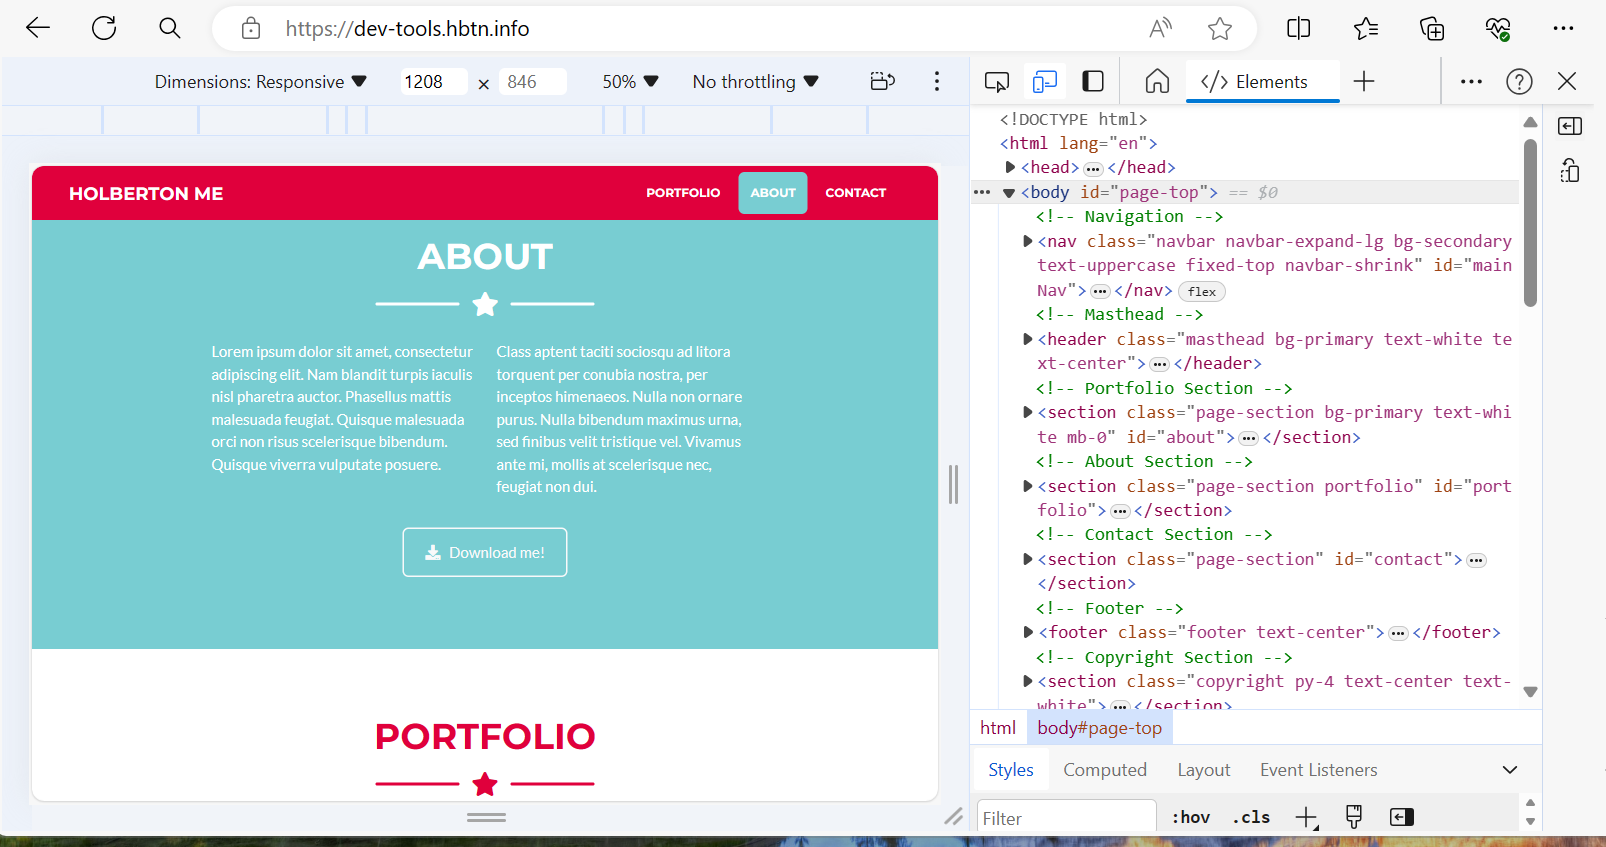 https://dev-tools.hbtn.info
Dimensions: Responsive 1208 × 846 50% No throttling
Elements
HOLBERTON ME
PORTFOLIO ABOUT CONTACT
ABOUT
Lorem ipsum dolor sit amet, consectetur
adipiscing elit. Nam blandit turpis iaculis
nisl pharetra auctor. Phasellus mattis
malesuada feugiat. Quisque malesuada
orci non risus scelerisque bibendum.
Quisque viverra vulputate posuere.
Class aptent taciti sociosqu ad litora
torquent per conubia nostra, per
inceptos himenaeos. Nulla non ornare
purus. Nulla bibendum maximus urna,
sed finibus velit tristique vel. Vivamus
ante mi, mollis at scelerisque nec,
feugiat non dui.
Download me!
PORTFOLIO
<!DOCTYPE html>
<html lang="en">
<head>…</head>
<body id="page-top"> == $0
<!-- Navigation -->
<nav class="navbar navbar-expand-lg bg-secondary
text-uppercase fixed-top navbar-shrink" id="main
Nav">…</nav> flex
<!-- Masthead -->
<header class="masthead bg-primary text-white te
xt-center">…</header>
<!-- Portfolio Section -->
<section class="page-section bg-primary text-whi
te mb-0" id="about">…</section>
<!-- About Section -->
<section class="page-section portfolio" id="port
folio">…</section>
<!-- Contact Section -->
<section class="page-section" id="contact">…
</section>
<!-- Footer -->
<footer class="footer text-center">…</footer>
<!-- Copyright Section -->
<section class="copyright py-4 text-center text-
white">…</section>
html body#page-top
Styles Computed Layout Event Listeners
Filter :hov .cls